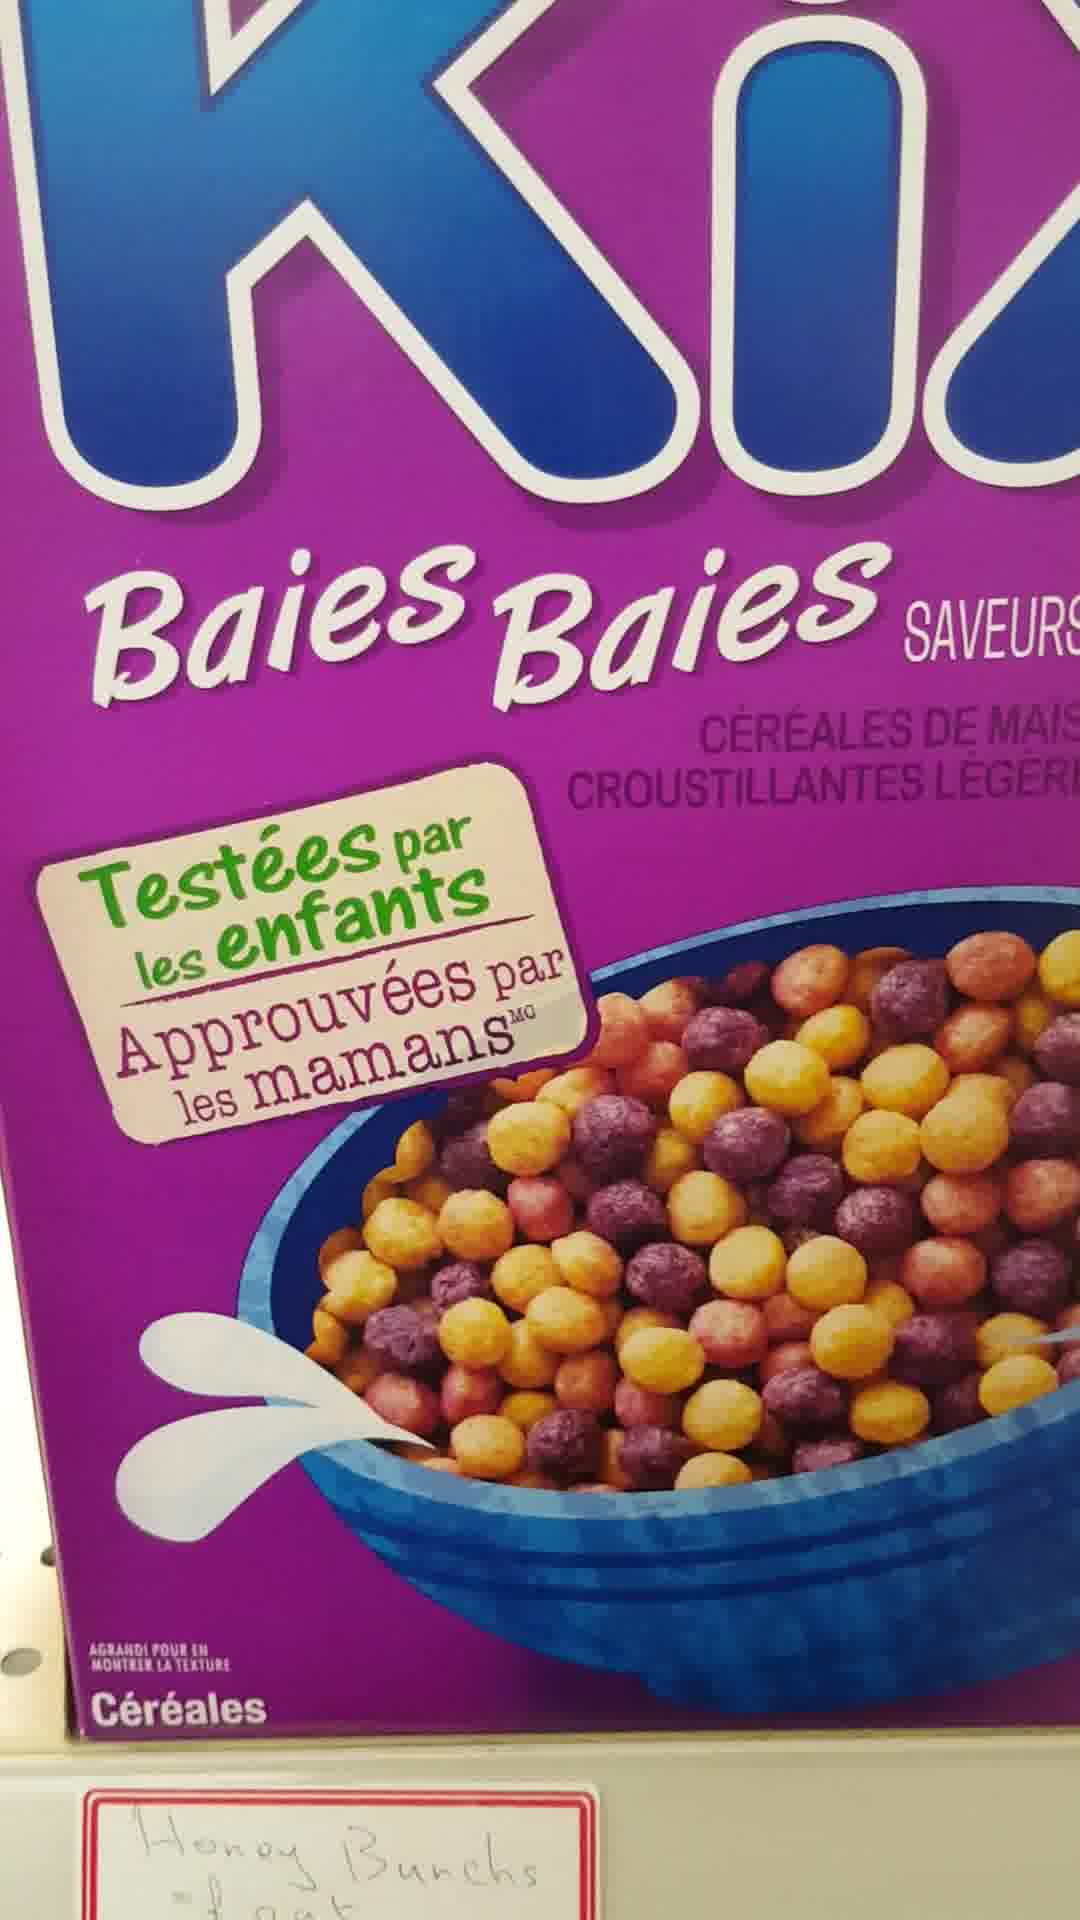 Kix
Baies Baies SAVEURS
CÉRÉALES DE MAIS
CROUSTILLANTES LÉGÈRE
Testées par
les enfants
Approuvées par
les mamans MC
AGRANDI POUR EN
MONTRER LA TEXTURE
Céréales
Honey Bunchs